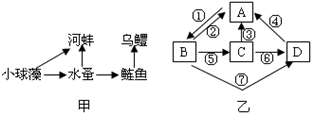 河蚌 乌鳢
小球藻 水蚤 鲢鱼
甲
① A ④
② ③
B ⑤ C ⑥ D
⑦
乙